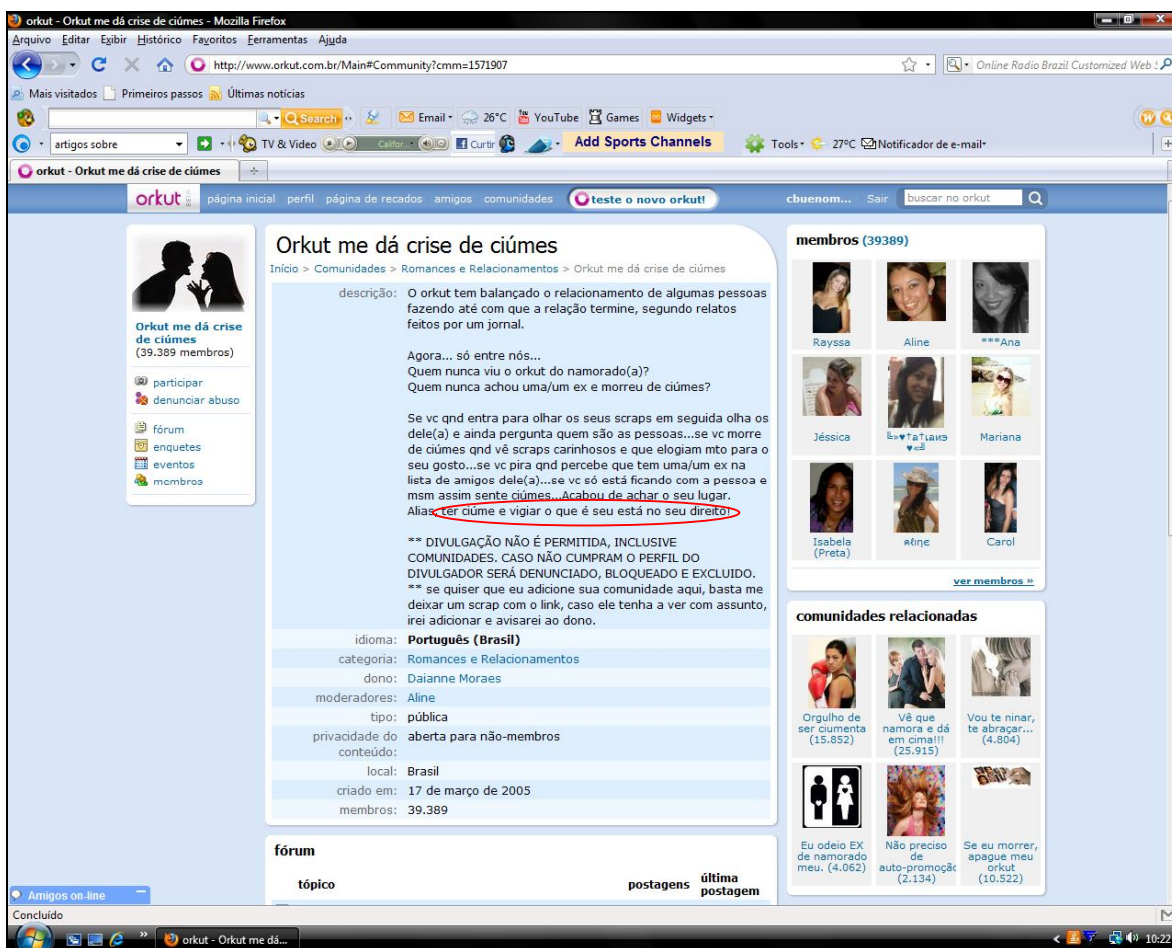 orkut - Orkut me dá crise de ciúmes - Mozilla Firefox
Arquivo Editar Exibir Histórico Favoritos Ferramentas Ajuda
http://www.orkut.com.br/Main#Community?cmm=1571907
Online Radio Brazil Customized Web
Mais visitados Primeiros passos Últimas notícias
Search Email 26°C YouTube Games Widgets
artigos sobre TV & Video Califor... Curtir Add Sports Channels Tools 27°C Notificador de e-mail
orkut - Orkut me dá crise de ciúmes
orkut página inicial perfil página de recados amigos comunidades teste o novo orkut! cbuenom... Sair buscar no orkut
Orkut me dá crise
de ciúmes
(39.389 membros)
participar
denunciar abuso
fórum
enquetes
eventos
membros
Orkut me dá crise de ciúmes
Início > Comunidades > Romances e Relacionamentos > Orkut me dá crise de ciúmes
descrição: O orkut tem balançado o relacionamento de algumas pessoas
fazendo até com que a relação termine, segundo relatos
feitos por um jornal.
Agora... só entre nós...
Quem nunca viu o orkut do namorado(a)?
Quem nunca achou uma/um ex e morreu de ciúmes?
Se vc qnd entra para olhar os seus scraps em seguida olha os
dele(a) e ainda pergunta quem são as pessoas...se vc morre
de ciúmes qnd vê scraps carinhosos e que elogiam mto para o
seu gosto...se vc pira qnd percebe que tem uma/um ex na
lista de amigos dele(a)...se vc só está ficando com a pessoa e
msm assim sente ciúmes...Acabou de achar o seu lugar.
Alias, ter ciúme e vigiar o que é seu está no seu direito!
** DIVULGAÇÃO NÃO É PERMITIDA, INCLUSIVE
COMUNIDADES. CASO NÃO CUMPRAM O PERFIL DO
DIVULGADOR SERÁ DENUNCIADO, BLOQUEADO E EXCLUIDO.
** se quiser que eu adicione sua comunidade aqui, basta me
deixar um scrap com o link, caso ele tenha a ver com assunto,
irei adicionar e avisarei ao dono.
idioma: Português (Brasil)
categoria: Romances e Relacionamentos
dono: Daianne Moraes
moderadores: Aline
tipo: pública
privacidade do aberta para não-membros
conteúdo:
local: Brasil
criado em: 17 de março de 2005
membros: 39.389
fórum
tópico postagens última
postagem
membros (39389)
Rayssa Aline ***Ana
Jéssica Mariana
Isabela Carol
(Preta)
ver membros »
comunidades relacionadas
Orgulho de Vê que Vou te ninar,
ser ciumenta namora e dá te abraçar...
(15.852) em cima!!! (4.804)
(25.915)
Eu odeio EX Não preciso Se eu morrer,
de namorado de apague meu
meu. (4.062) auto-promoção orkut
(2.134) (10.522)
Amigos on-line
Concluído
orkut - Orkut me dá... 10:22